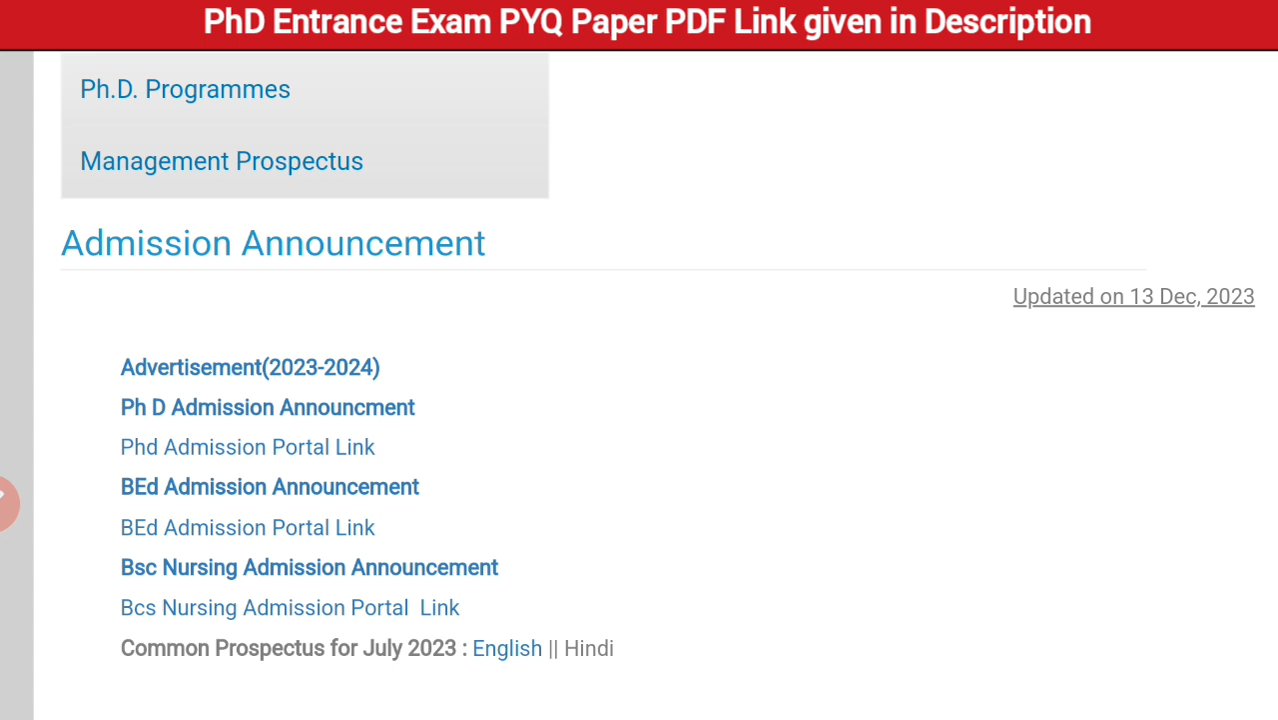 PhD Entrance Exam PYQ Paper PDF Link given in Description
Ph.D. Programmes
Management Prospectus
Admission Announcement
Updated on 13 Dec, 2023
Advertisement(2023-2024)
Ph D Admission Announcment
Phd Admission Portal Link
BEd Admission Announcement
BEd Admission Portal Link
Bsc Nursing Admission Announcement
Bcs Nursing Admission Portal  Link
Common Prospectus for July 2023 : English || Hindi